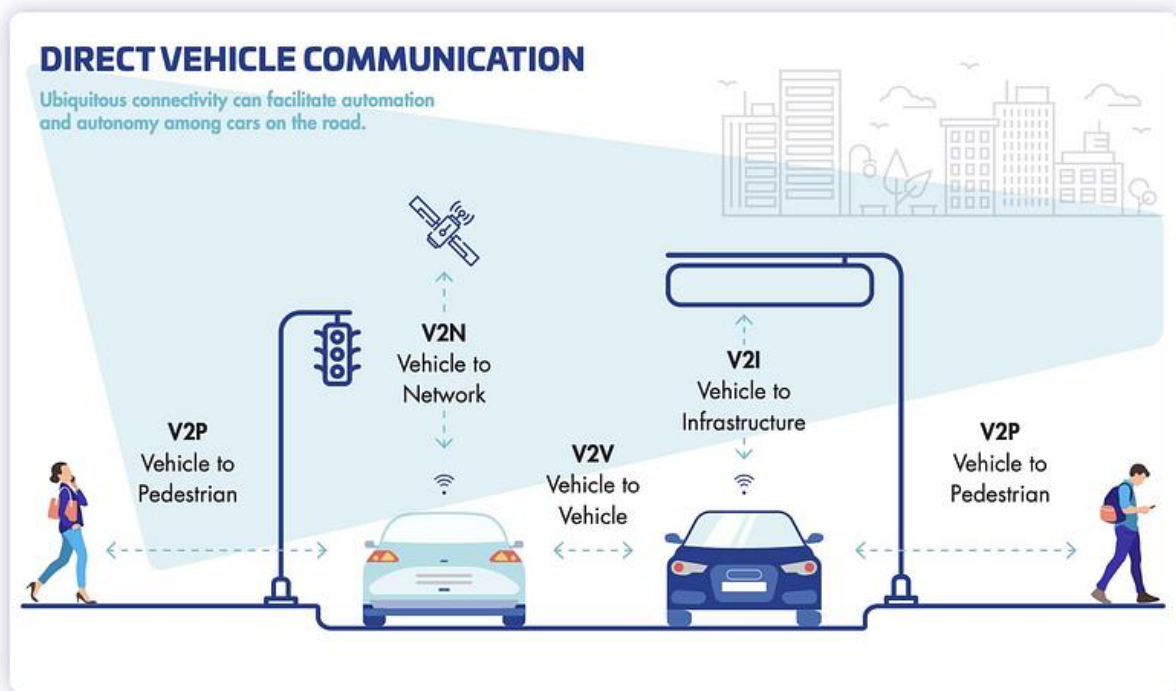 DIRECT VEHICLE COMMUNICATION
Ubiquitous connectivity can facilitate automation
and autonomy among cars on the road.
V2N
Vehicle to
Network
V2I
Vehicle to
Infrastructure
V2P
Vehicle to
Pedestrian
V2V
Vehicle to
Vehicle
V2P
Vehicle to
Pedestrian